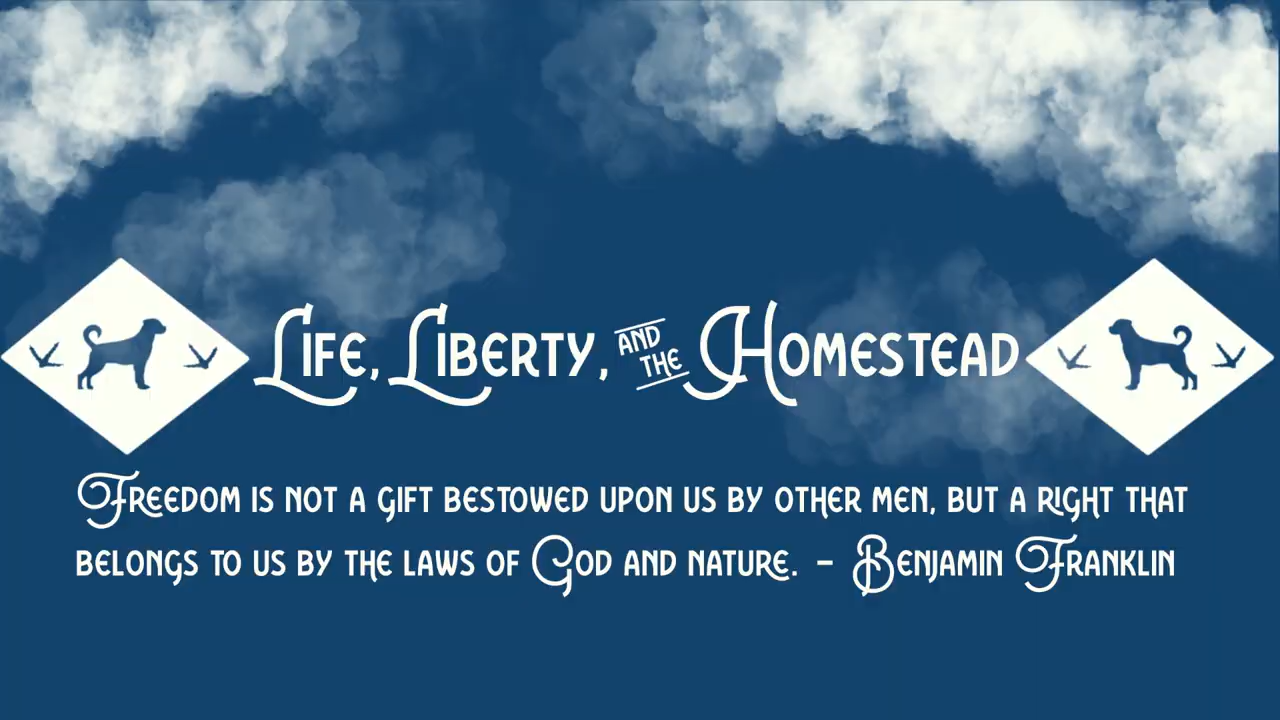 Life, Liberty, and the Homestead
Freedom is not a gift bestowed upon us by other men, but a right that
belongs to us by the laws of God and nature. - Benjamin Franklin